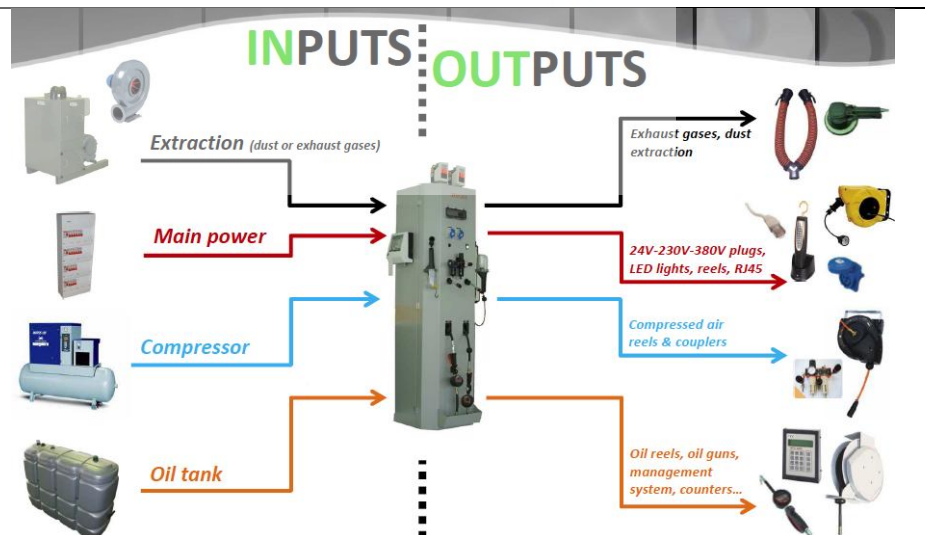 INPUTS
OUTPUTS
Extraction (dust or exhaust gases)
Main power
Compressor
Oil tank
Exhaust gases, dust
extraction
24V-230V-380V plugs,
LED lights, reels, RJ45
Compressed air
reels & couplers
Oil reels, oil guns,
management
system, counters...